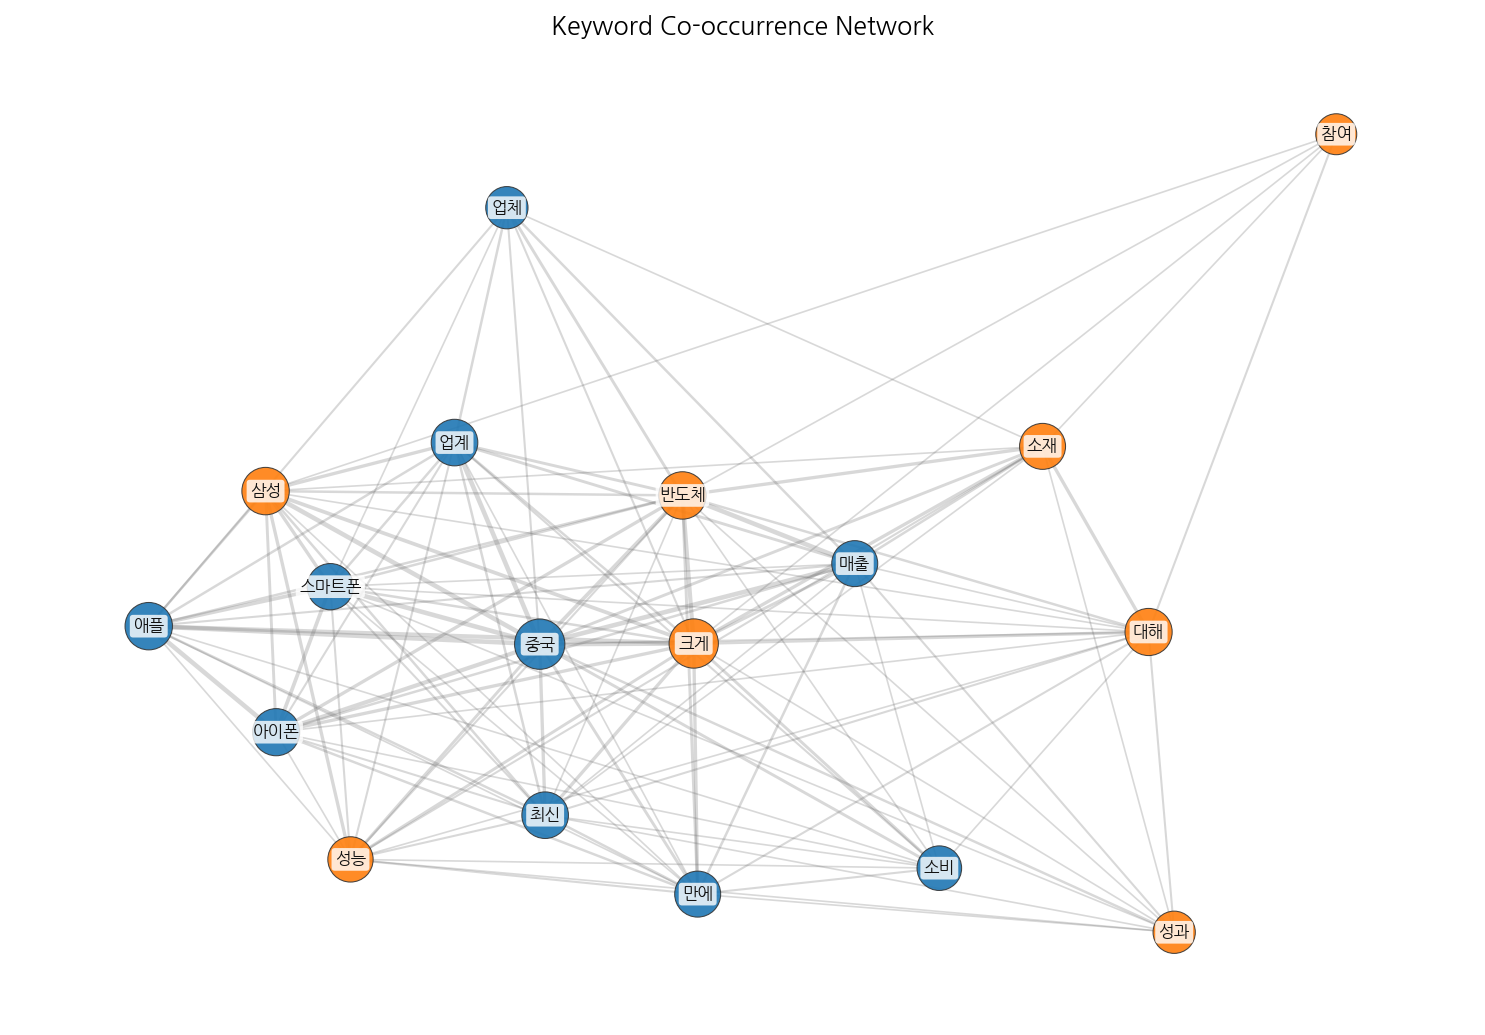 Keyword Co-occurrence Network
참여
업체
업계
소재
삼성
반도체
매출
스마트폰
애플
대해
중국
크게
아이폰
최신
성능
소비
만에
성과